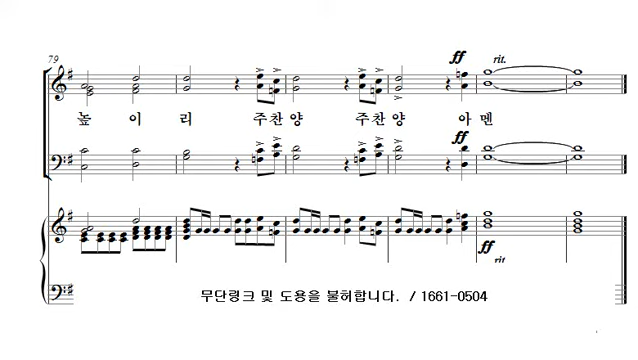 79
ff rit.
높 이 리 주찬 양 주찬 양 아 멘
ff
ff
rit
무단링크 및 도용을 불허합니다. / 1661-0504